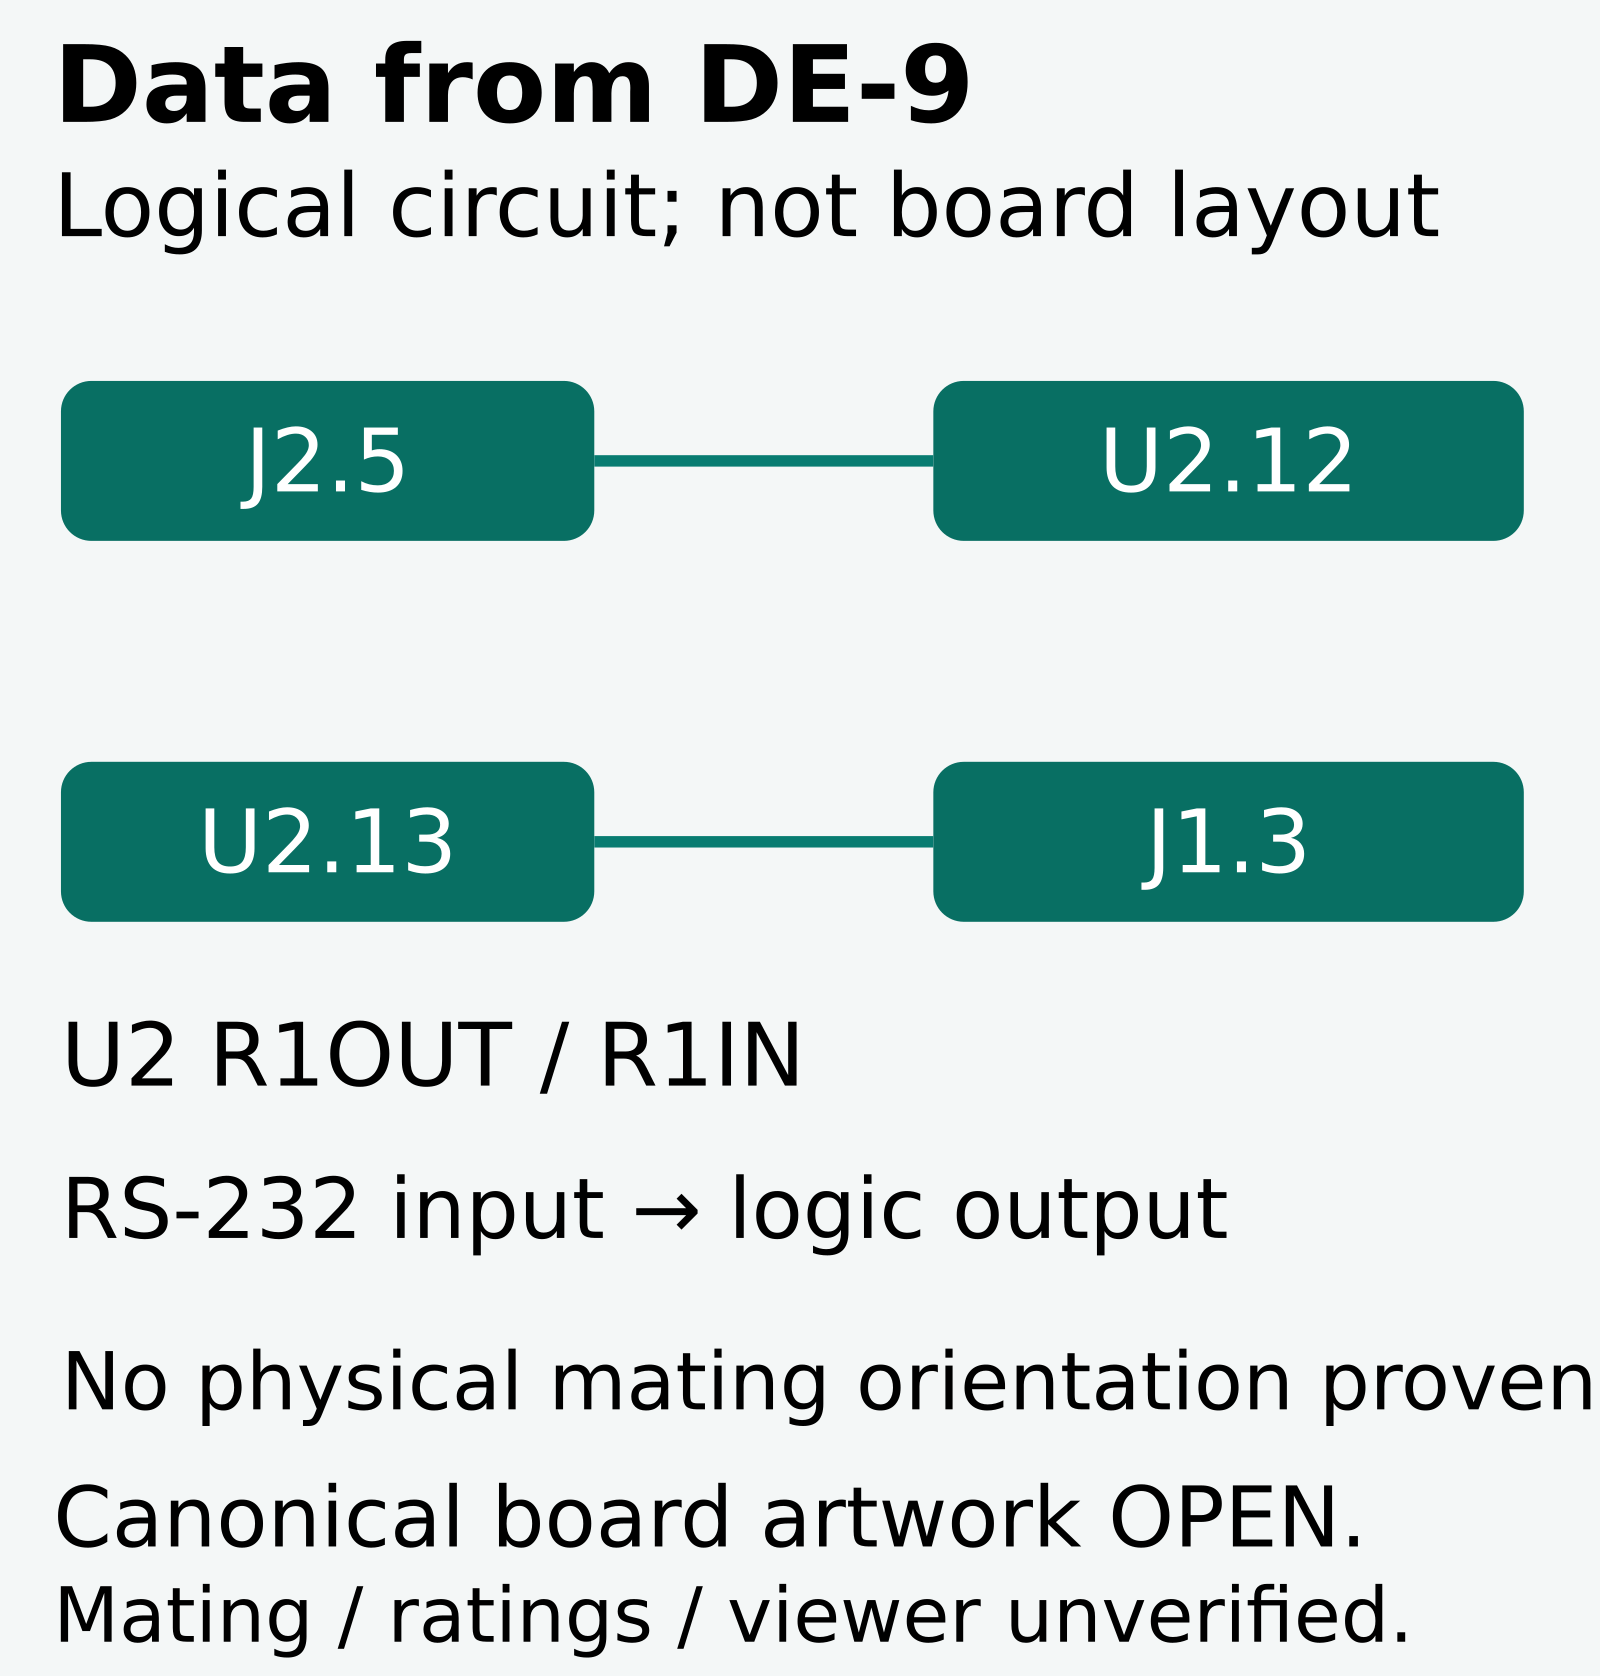 Data from DE-9
Logical circuit; not board layout
J2.5
U2.12
U2.13
J1.3
U2 R1OUT / R1IN
RS-232 input → logic output
No physical mating orientation proven
Canonical board artwork OPEN.
Mating / ratings / viewer unverified.